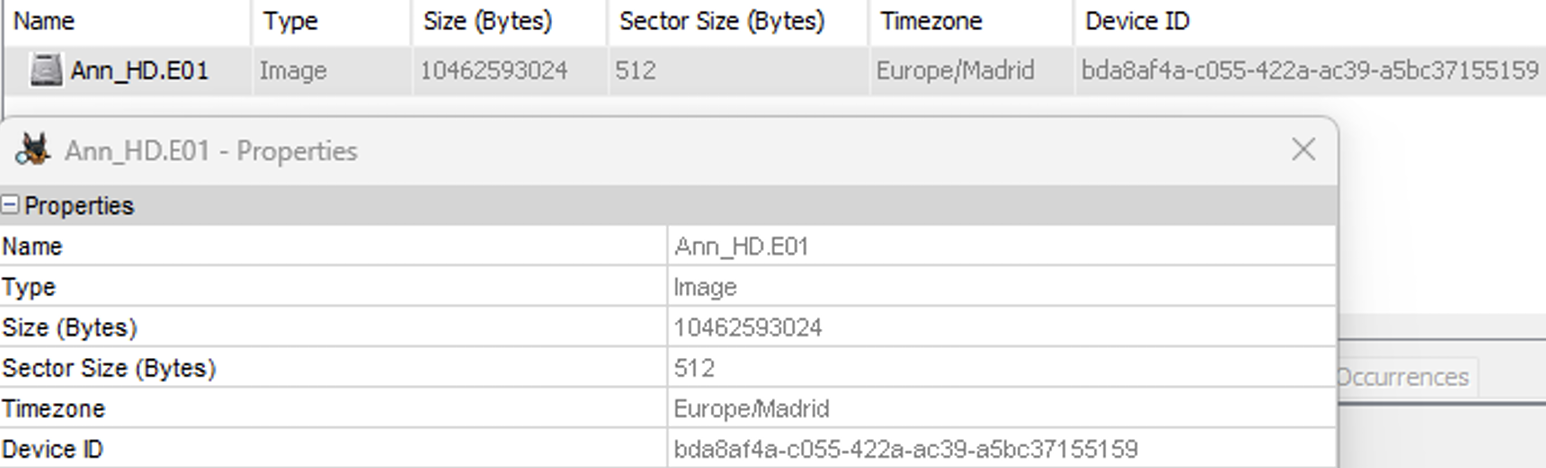 Name Type Size (Bytes) Sector Size (Bytes) Timezone Device ID
Ann_HD.E01 Image 10462593024 512 Europe/Madrid bda8af4a-c055-422a-ac39-a5bc37155159
Ann_HD.E01 - Properties
Properties
Name Ann_HD.E01
Type Image
Size (Bytes) 10462593024
Sector Size (Bytes) 512
Occurrences
Timezone Europe/Madrid
Device ID bda8af4a-c055-422a-ac39-a5bc37155159